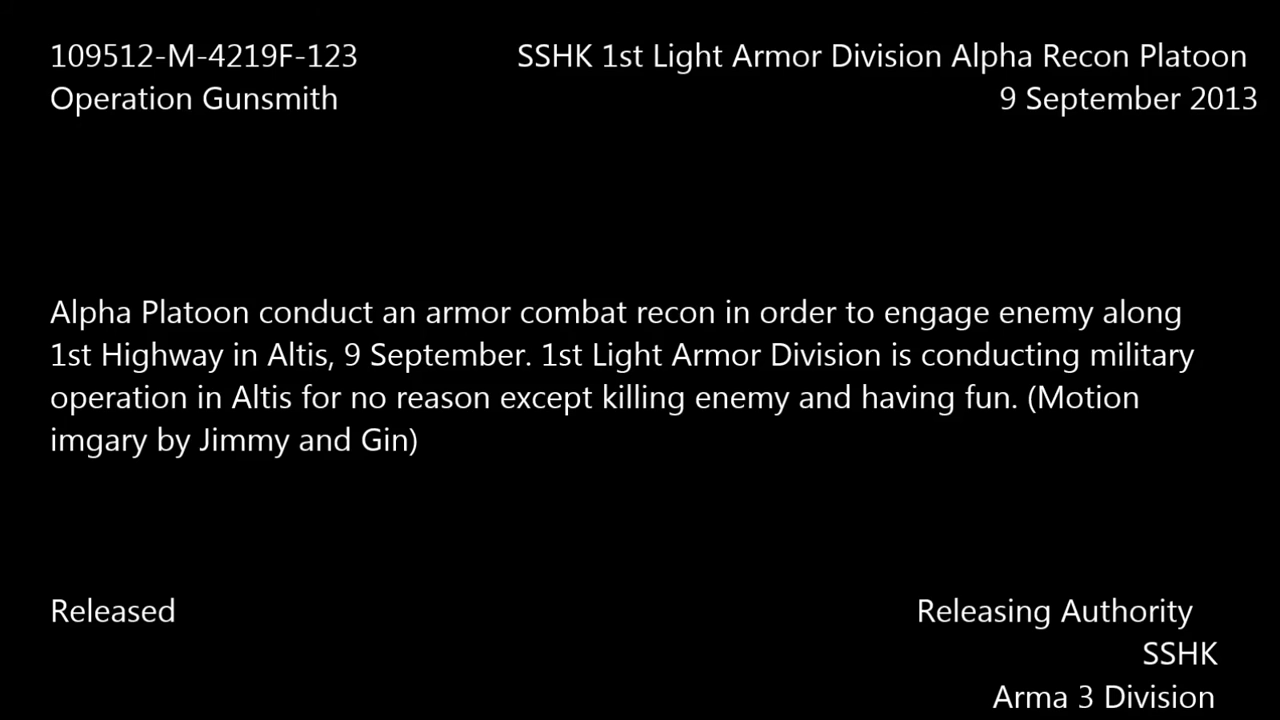 109512-M-4219F-123 SSHK 1st Light Armor Division Alpha Recon Platoon
Operation Gunsmith 9 September 2013
Alpha Platoon conduct an armor combat recon in order to engage enemy along
1st Highway in Altis, 9 September. 1st Light Armor Division is conducting military
operation in Altis for no reason except killing enemy and having fun. (Motion
imgary by Jimmy and Gin)
Released Releasing Authority
SSHK
Arma 3 Division